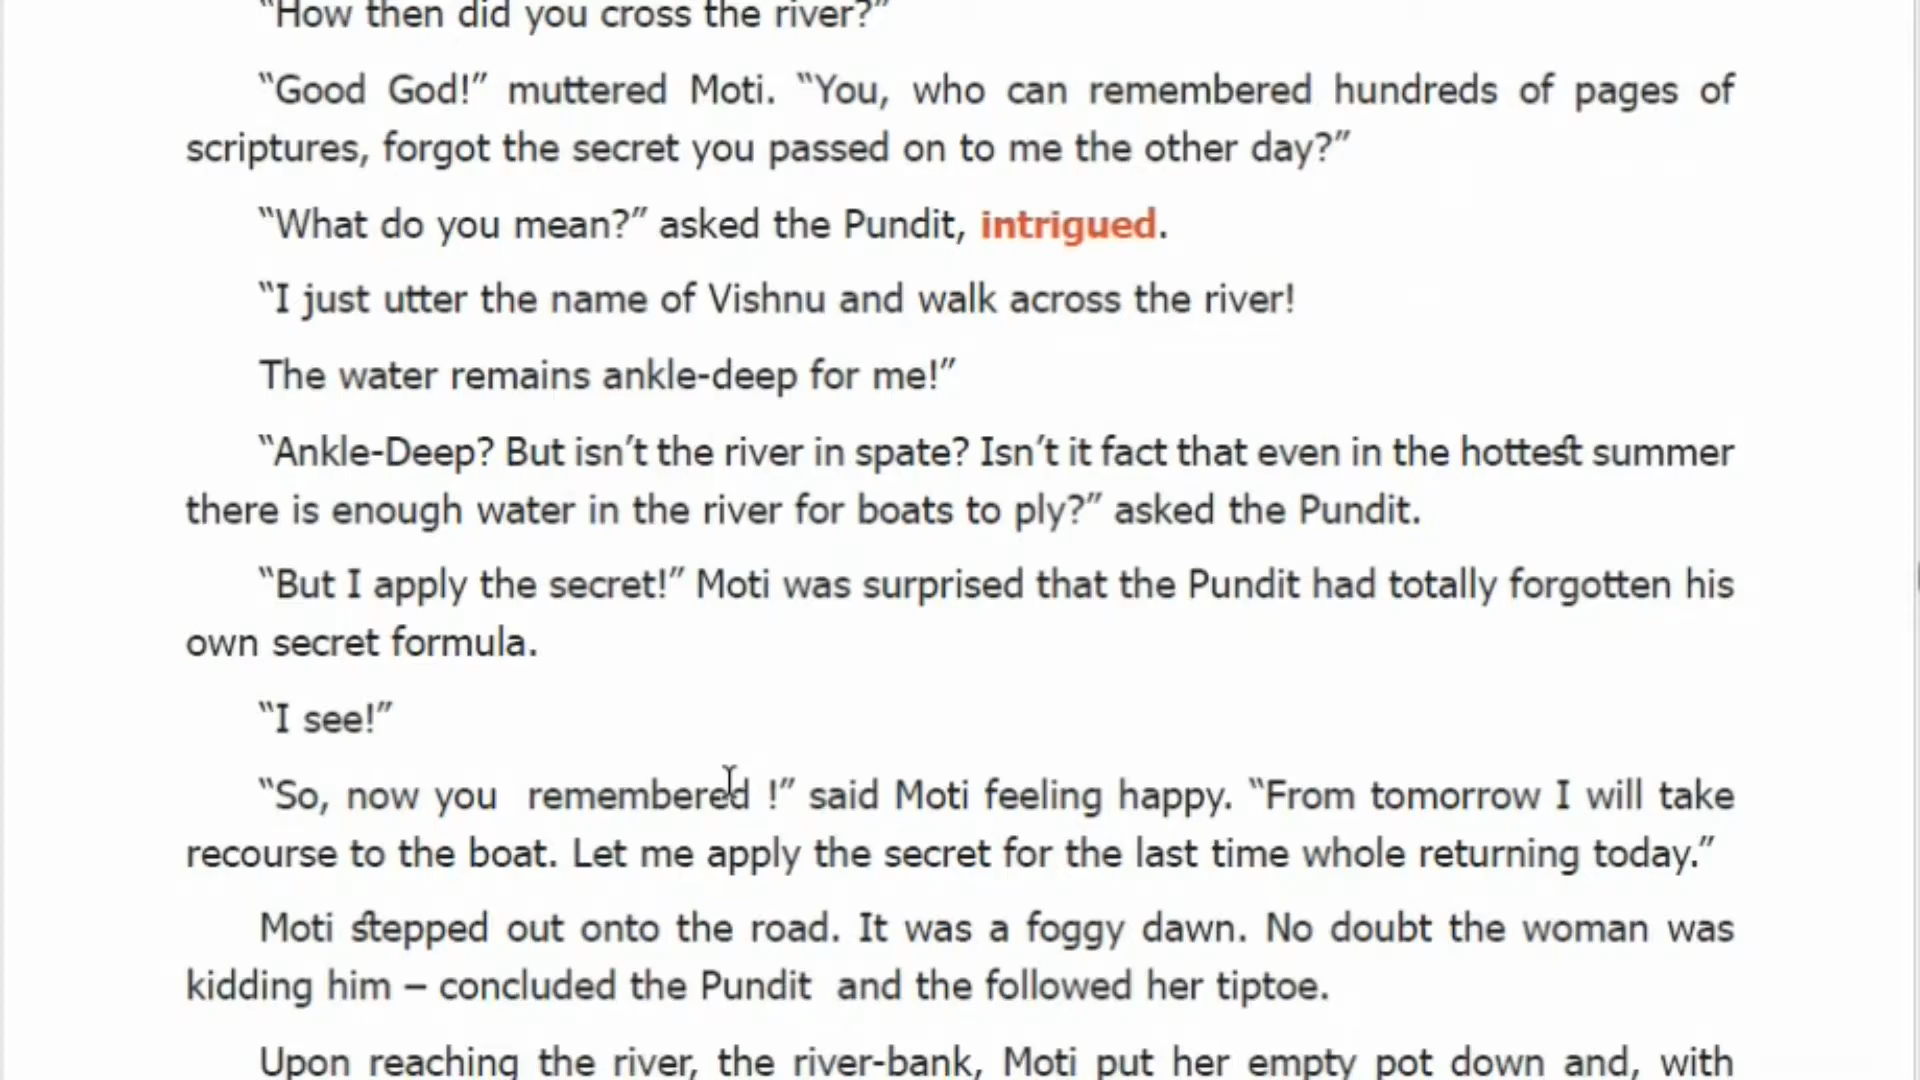 “How then did you cross the river?”
“Good God!” muttered Moti. “You, who can remembered hundreds of pages of
scriptures, forgot the secret you passed on to me the other day?”
“What do you mean?” asked the Pundit, intrigued.
“I just utter the name of Vishnu and walk across the river!
The water remains ankle-deep for me!”
“Ankle-Deep? But isn’t the river in spate? Isn’t it fact that even in the hottest summer
there is enough water in the river for boats to ply?” asked the Pundit.
“But I apply the secret!” Moti was surprised that the Pundit had totally forgotten his
own secret formula.
“I see!”
“So, now you remembered !” said Moti feeling happy. “From tomorrow I will take
recourse to the boat. Let me apply the secret for the last time whole returning today.”
Moti stepped out onto the road. It was a foggy dawn. No doubt the woman was
kidding him – concluded the Pundit and the followed her tiptoe.
Upon reaching the river, the river-bank, Moti put her empty pot down and, with